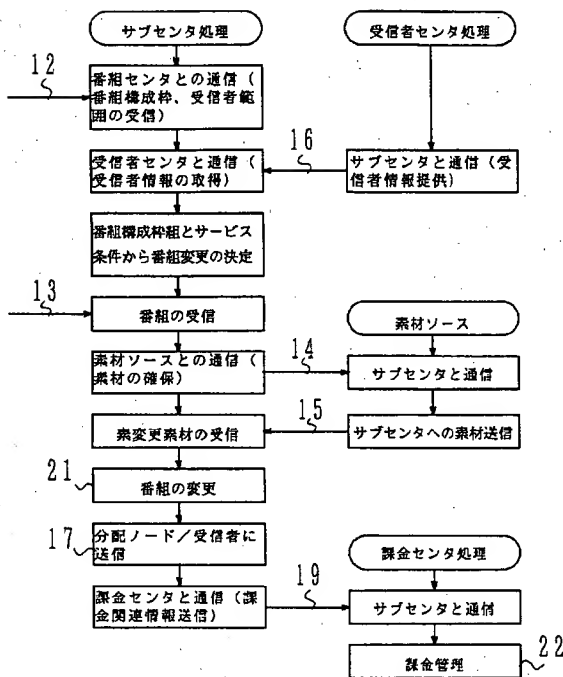 サブセンタ処理
受信者センタ処理
12
番組センタとの通信（
番組構成枠、受信者範
囲の受信）
16
受信者センタと通信（
受信者情報の取得）
サブセンタと通信（受
信者情報提供）
番組構成枠組とサービス
条件から番組変更の決定
13
番組の受信
素材ソース
素材ソースとの通信（
素材の確保）
14
サブセンタと通信
素変更素材の受信
15
サブセンタへの素材送信
21
番組の変更
17
分配ノード／受信者に
送信
課金センタ処理
課金センタと通信（課
金関連情報送信）
19
サブセンタと通信
課金管理
22